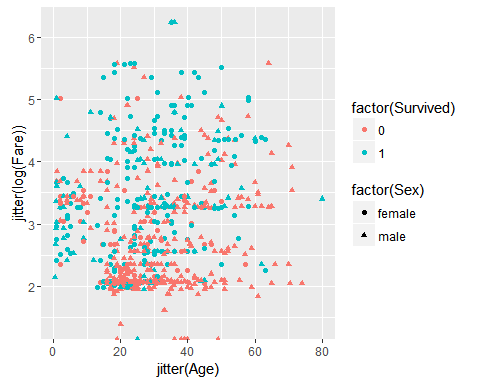 6
5
4
3
2
jitter(log(Fare))
0
20
40
60
80
jitter(Age)
factor(Survived)
0
1
factor(Sex)
female
male